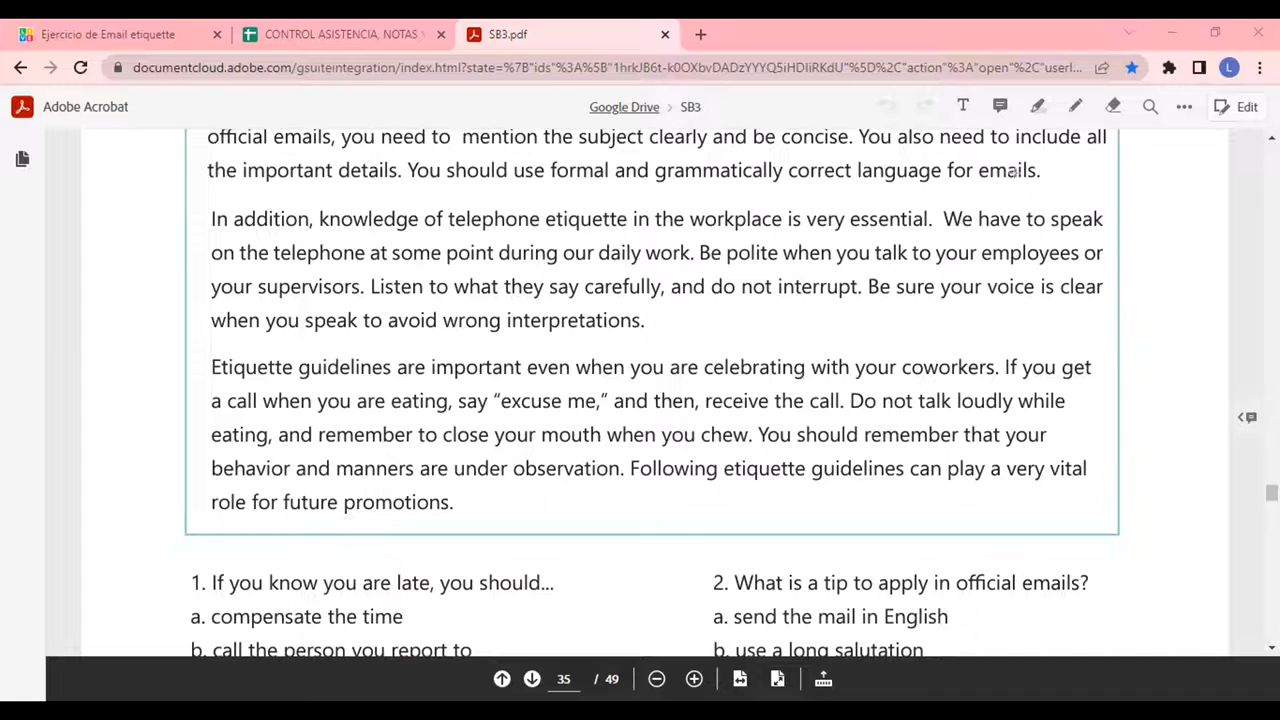 Ejercicio de Email etiquette
CONTROL ASISTENCIA, NOTAS
SB3.pdf
documentcloud.adobe.com/gsuiteintegration/index.html?state=%7B"ids"%3A%5B"1hrkJB6t-k0OXbvDADzYYYQ5iHDIiRKdU"%5D%2C"action"%3A"open"%2C"userI...
L
Adobe Acrobat
Google Drive > SB3
Edit
official emails, you need to mention the subject clearly and be concise. You also need to include all
the important details. You should use formal and grammatically correct language for emails.
In addition, knowledge of telephone etiquette in the workplace is very essential. We have to speak
on the telephone at some point during our daily work. Be polite when you talk to your employees or
your supervisors. Listen to what they say carefully, and do not interrupt. Be sure your voice is clear
when you speak to avoid wrong interpretations.
Etiquette guidelines are important even when you are celebrating with your coworkers. If you get
a call when you are eating, say “excuse me,” and then, receive the call. Do not talk loudly while
eating, and remember to close your mouth when you chew. You should remember that your
behavior and manners are under observation. Following etiquette guidelines can play a very vital
role for future promotions.
1. If you know you are late, you should...
a. compensate the time
b. call the person you report to
2. What is a tip to apply in official emails?
a. send the mail in English
b. use a long salutation
35 / 49